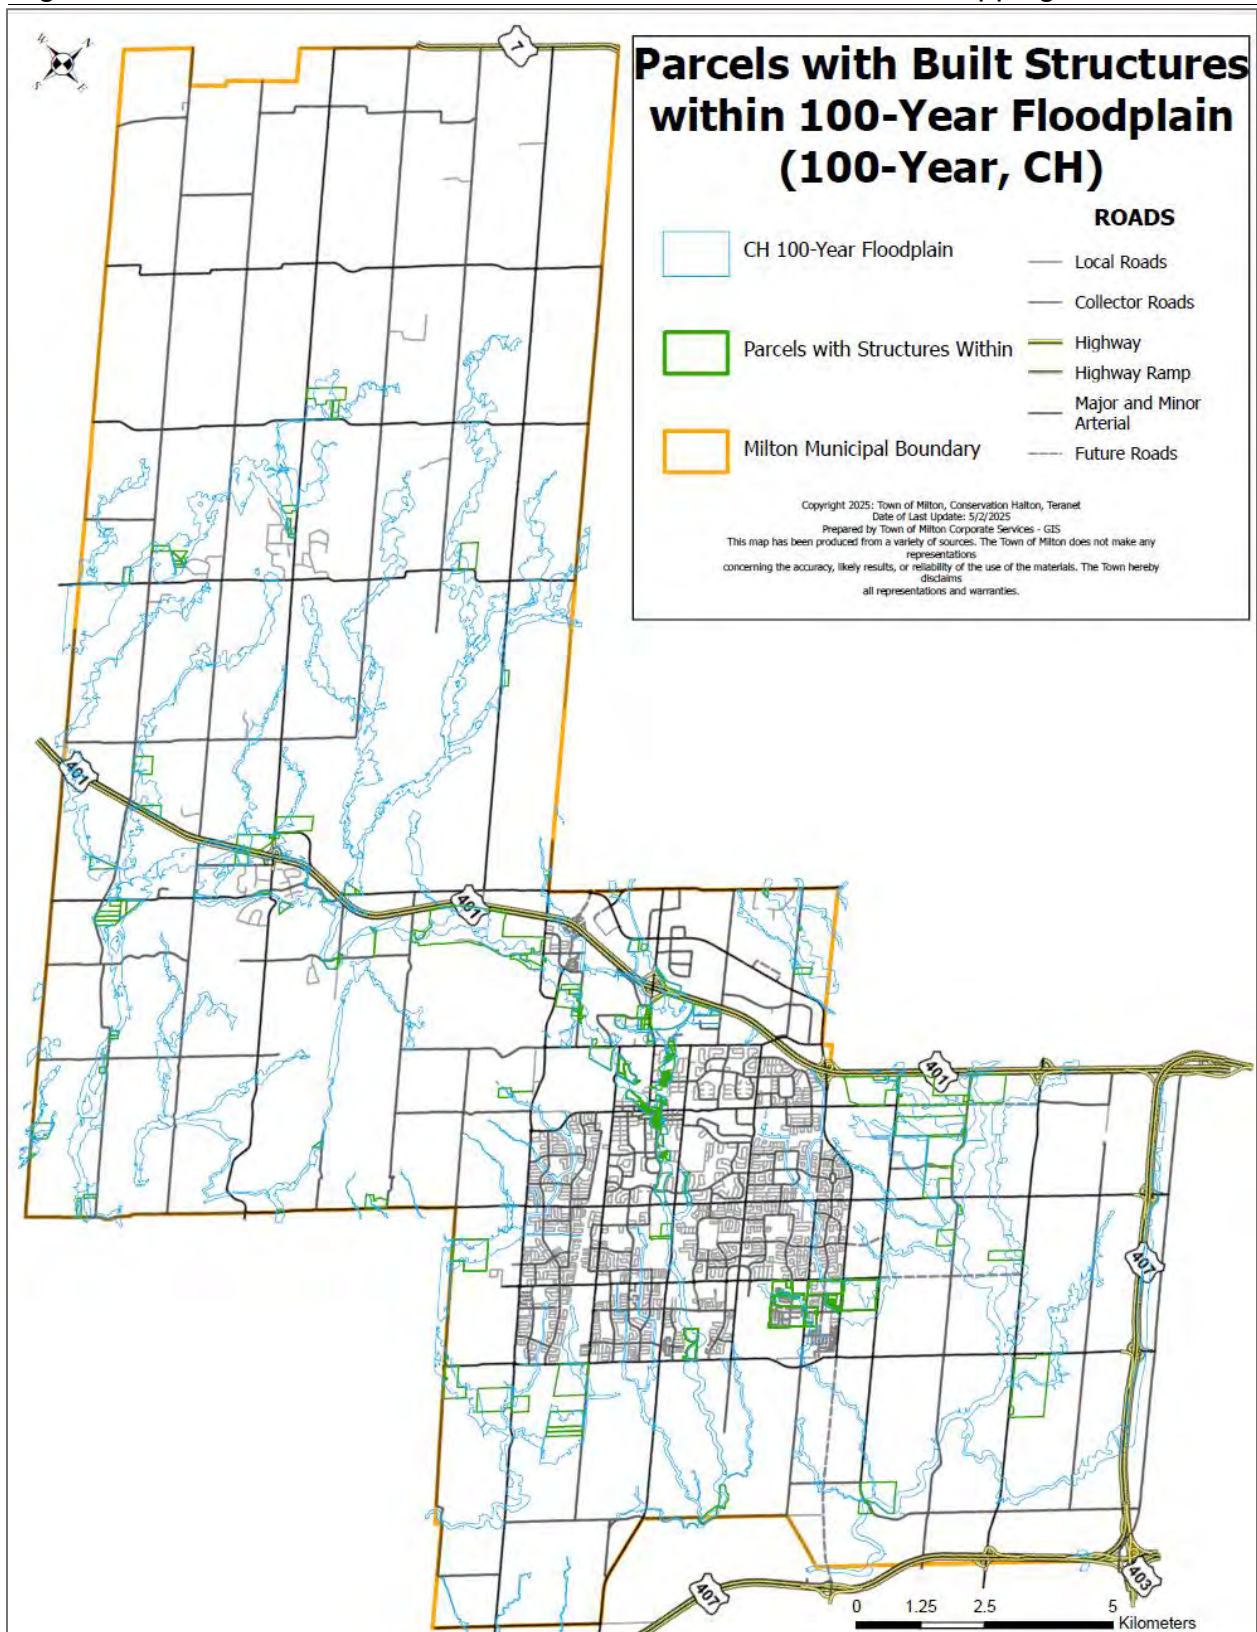 Parcels with Built Structures
within 100-Year Floodplain
(100-Year, CH)
ROADS
CH 100-Year Floodplain
Parcels with Structures Within
Milton Municipal Boundary
Local Roads
Collector Roads
Highway
Highway Ramp
Major and Minor
Arterial
Future Roads
Copyright 2025: Town of Milton, Conservation Halton, Teranet
Date of Last Update: 5/2/2025
Prepared by Town of Milton Corporate Services - GIS
This map has been produced from a variety of sources. The Town of Milton does not make any
representations
concerning the accuracy, likely results, or reliability of the use of the materials. The Town hereby
disclaims
all representations and warranties.
W
N
S
E
7
401
401
401
407
407
403
0 1.25 2.5 5
Kilometers